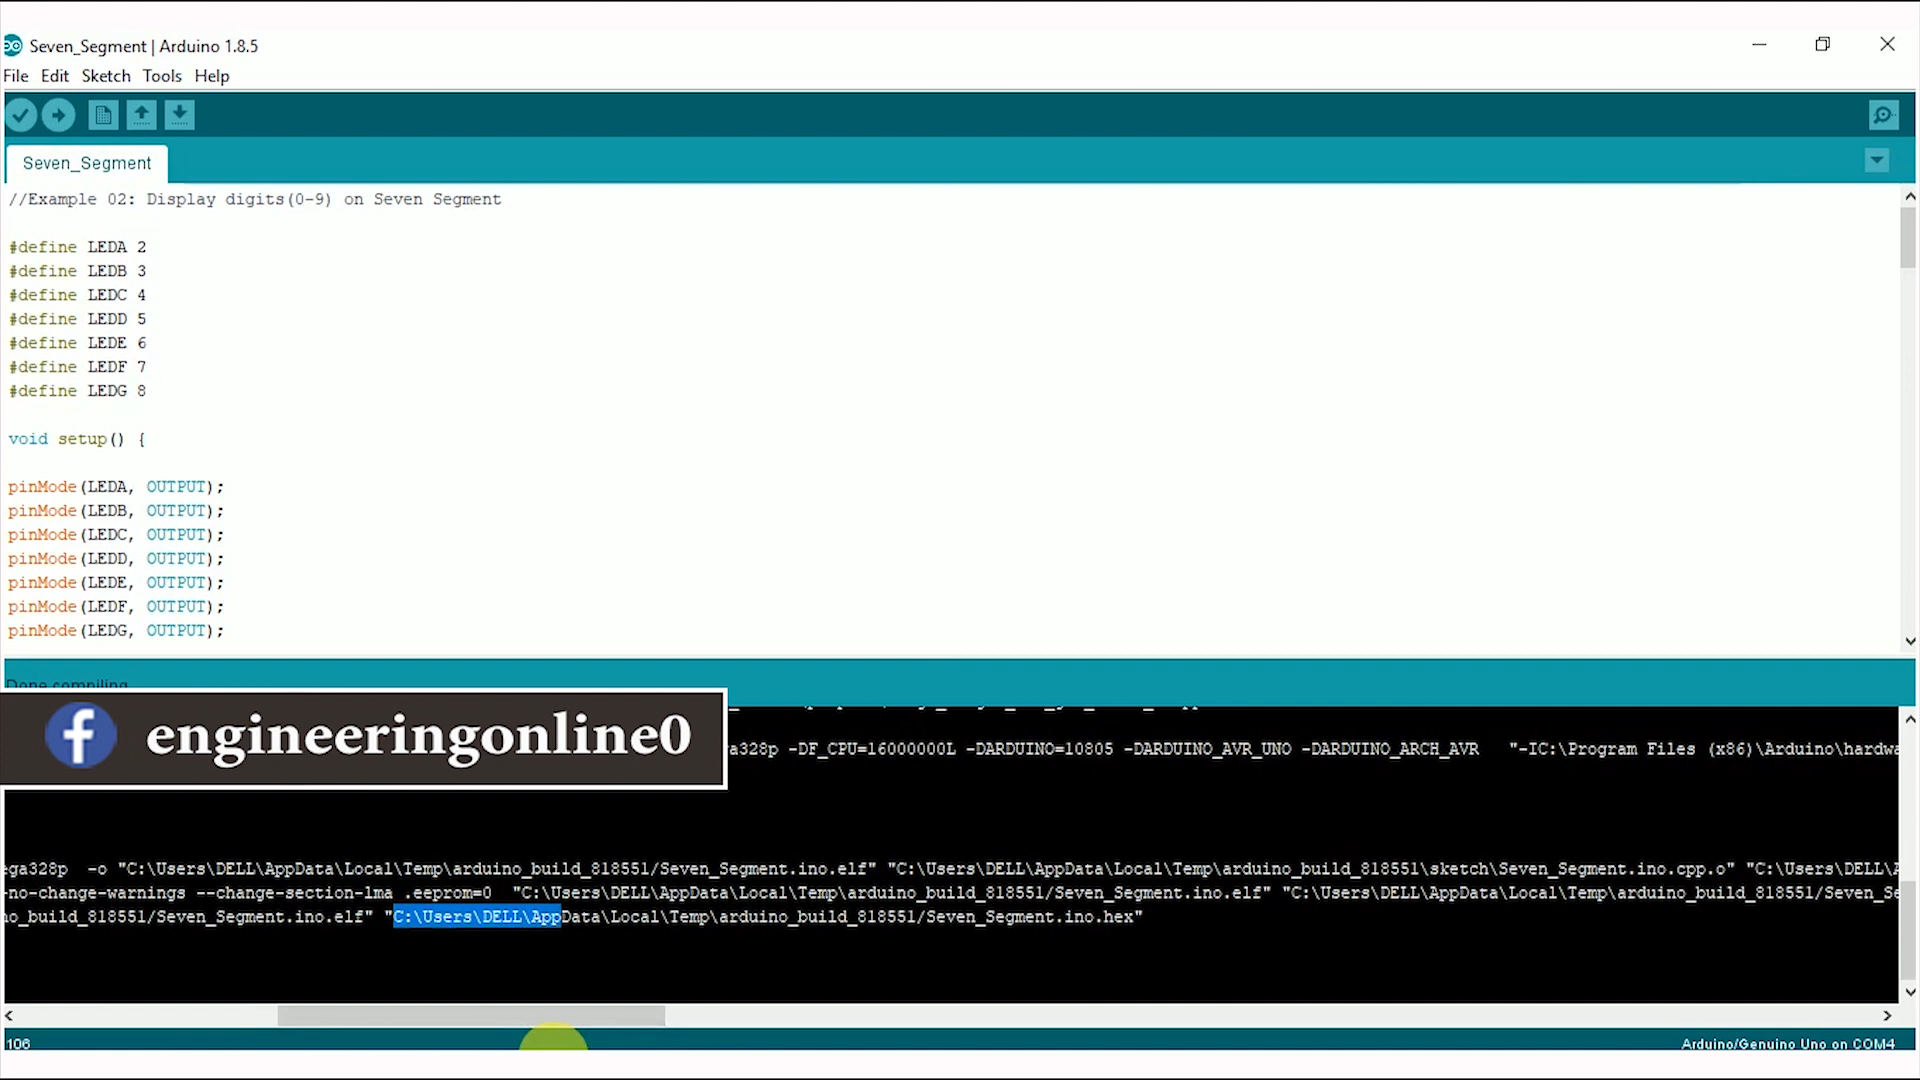 Seven_Segment | Arduino 1.8.5
File Edit Sketch Tools Help
Seven_Segment
//Example 02: Display digits(0-9) on Seven Segment
#define LEDA 2
#define LEDB 3
#define LEDC 4
#define LEDD 5
#define LEDE 6
#define LEDF 7
#define LEDG 8
void setup() {
pinMode(LEDA, OUTPUT);
pinMode(LEDB, OUTPUT);
pinMode(LEDC, OUTPUT);
pinMode(LEDD, OUTPUT);
pinMode(LEDE, OUTPUT);
pinMode(LEDF, OUTPUT);
pinMode(LEDG, OUTPUT);
Done compiling
engineeringonline0
a328p -DF_CPU=16000000L -DARDUINO=10805 -DARDUINO_AVR_UNO -DARDUINO_ARCH_AVR "-IC:\Program Files (x86)\Arduino\hardwa
ega328p -o "C:\Users\DELL\AppData\Local\Temp\arduino_build_818551/Seven_Segment.ino.elf" "C:\Users\DELL\AppData\Local\Temp\arduino_build_818551\sketch\Seven_Segment.ino.cpp.o" "C:\Users\DELL\A
-no-change-warnings --change-section-lma .eeprom=0 "C:\Users\DELL\AppData\Local\Temp\arduino_build_818551/Seven_Segment.ino.elf" "C:\Users\DELL\AppData\Local\Temp\arduino_build_818551/Seven_Se
no_build_818551/Seven_Segment.ino.elf" "C:\Users\DELL\AppData\Local\Temp\arduino_build_818551/Seven_Segment.ino.hex"
106
Arduino/Genuino Uno on COM4